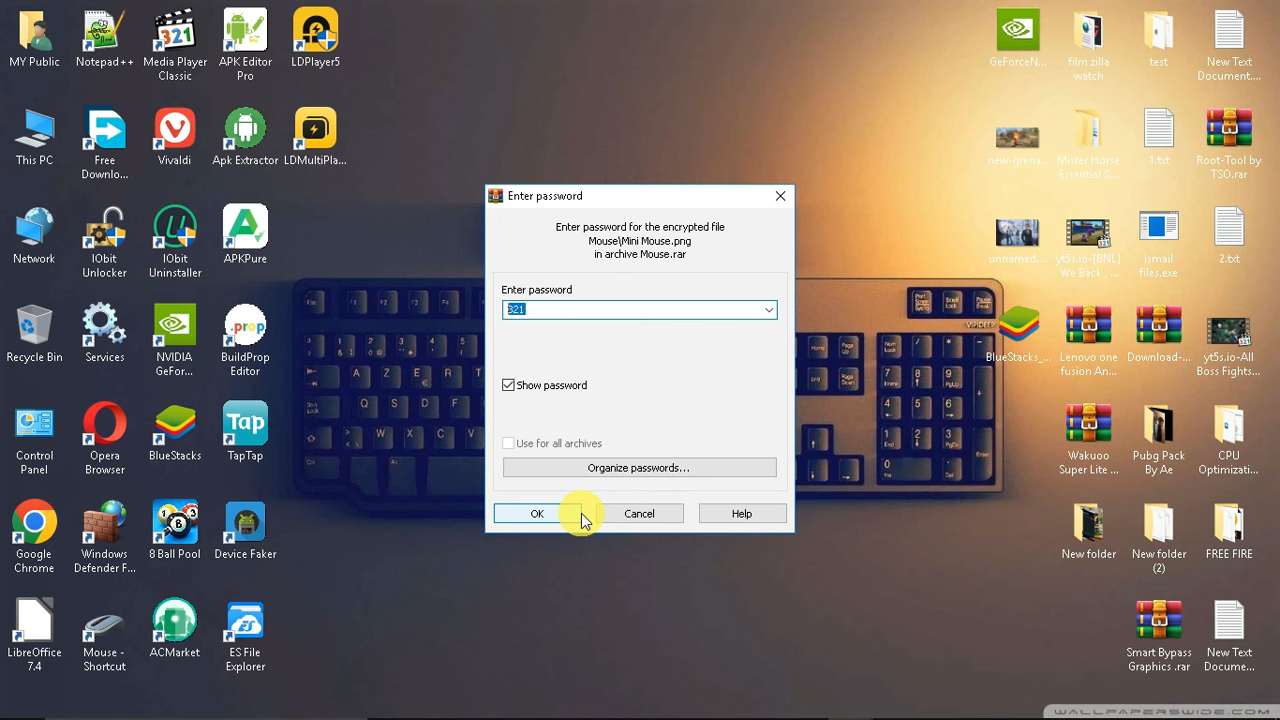 MY Public
Notepad++
Media Player
Classic
APK Editor
Pro
LDPlayer5
This PC
Free
Downlo...
Vivaldi
Apk Extractor
LDMultiPla...
Network
IObit
Unlocker
IObit
Uninstaller
APKPure
Recycle Bin
Services
NVIDIA
GeFor...
BuildProp
Editor
Control
Panel
Opera
Browser
BlueStacks
TapTap
Google
Chrome
Windows
Defender F...
8 Ball Pool
Device Faker
LibreOffice
7.4
Mouse -
Shortcut
ACMarket
ES File
Explorer
Enter password
Enter password for the encrypted file
Mouse\Mini Mouse.png
in archive Mouse.rar
Enter password
321
Show password
Use for all archives
Organize passwords...
OK
Cancel
Help
GeForceN...
film zilla
watch
test
New Text
Document....
new-grena...
Mister Horse
Essential S...
1.txt
Root-Tool by
TSO.rar
unnamed....
yt5s.io-[BNL]
We Back , ...
ismail
files.exe
2.txt
BlueStacks_...
Lenovo one
fusion An...
Download-...
yt5s.io-All
Boss Fights...
Wakuoo
Super Lite ...
Pubg Pack
By Ae
CPU
Optimizati...
New folder
New folder
(2)
FREE FIRE
Smart Bypass
Graphics .rar
New Text
Docume...
WALLPAPERSWIDE.COM